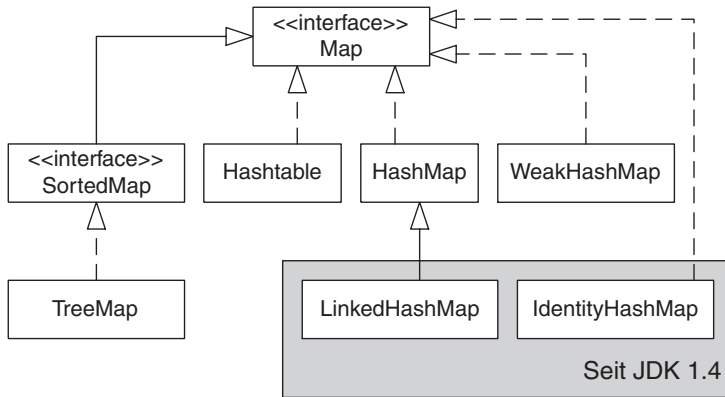 <<interface>>
Map
<<interface>>
SortedMap
Hashtable
HashMap
WeakHashMap
TreeMap
LinkedHashMap
IdentityHashMap
Seit JDK 1.4